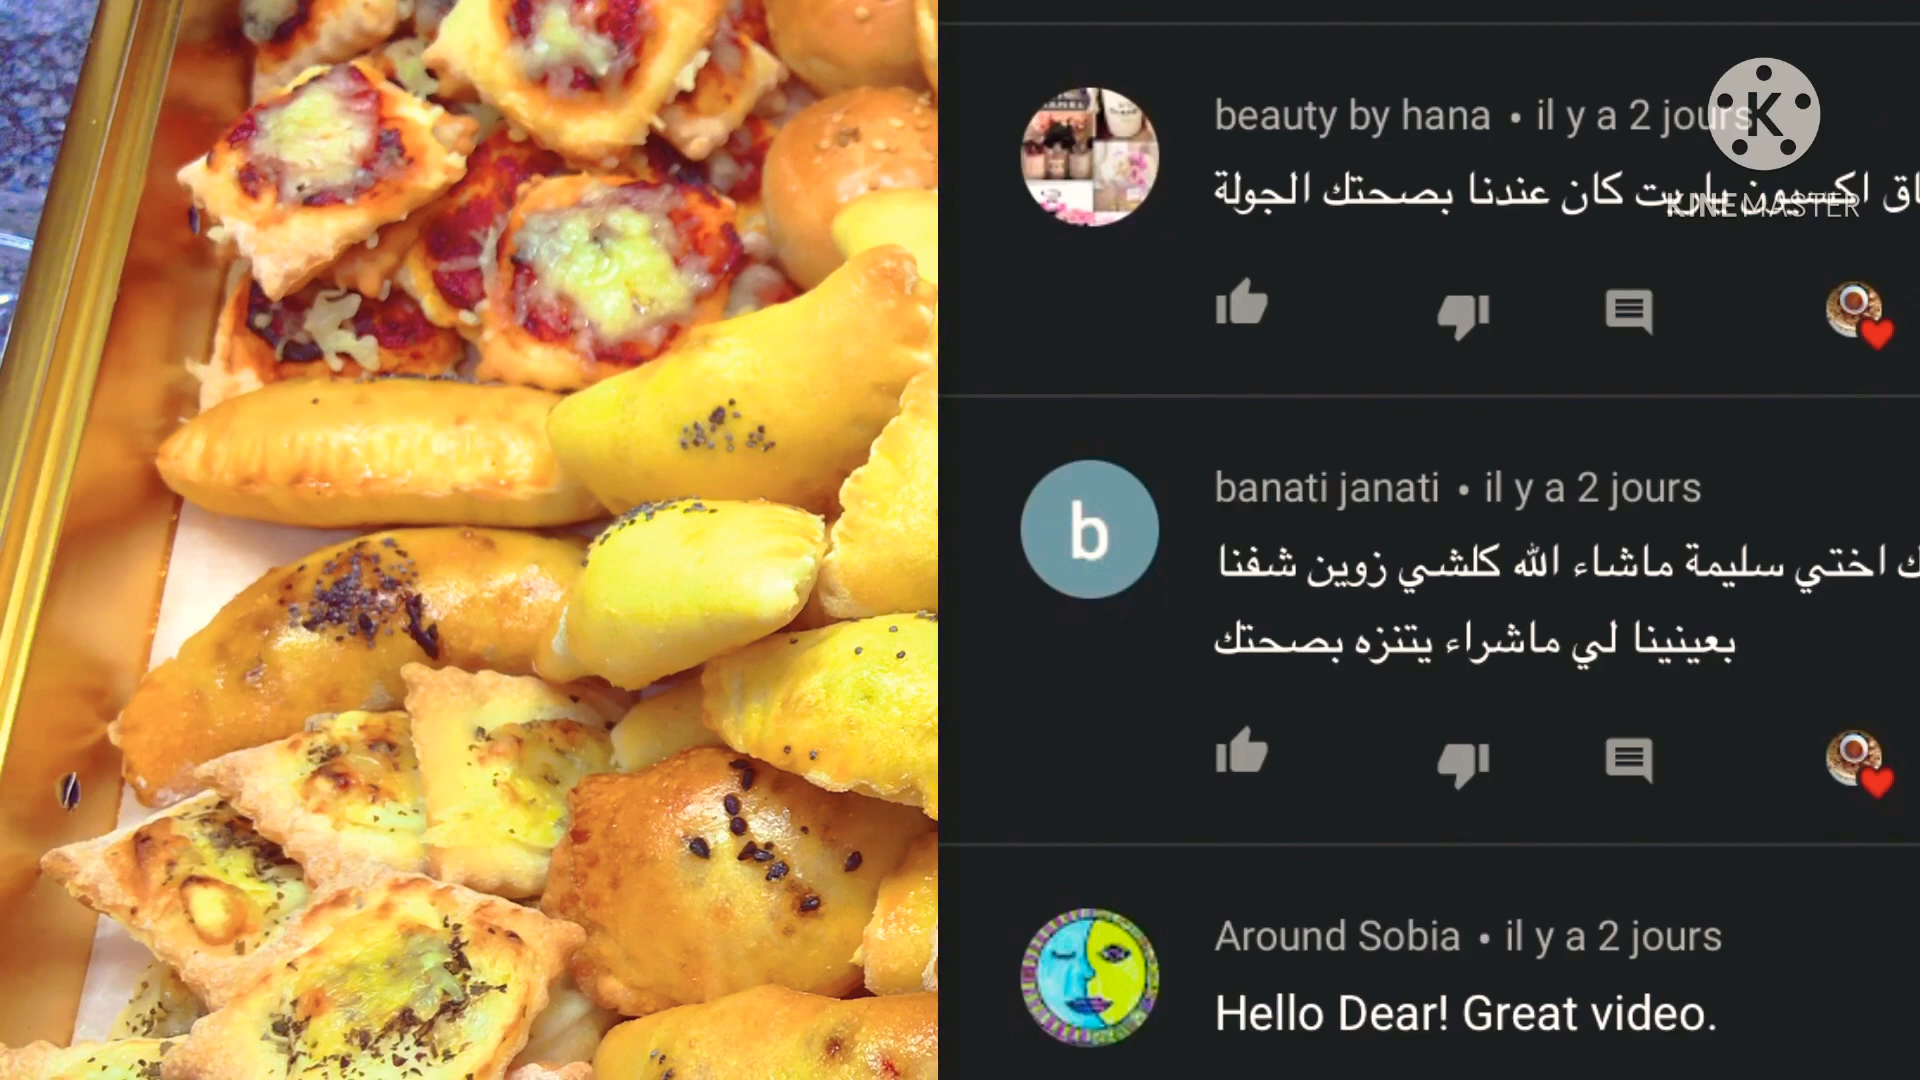 beauty by hana • il y a 2 jours
ياريت كان عندنا بصحتك الجولة
K
KINEMASTER
b
banati janati • il y a 2 jours
اختي سليمة ماشاء الله كلشي زوين شفنا
بعينينا لي ماشراء يتنزه بصحتك
Around Sobia • il y a 2 jours
Hello Dear! Great video.